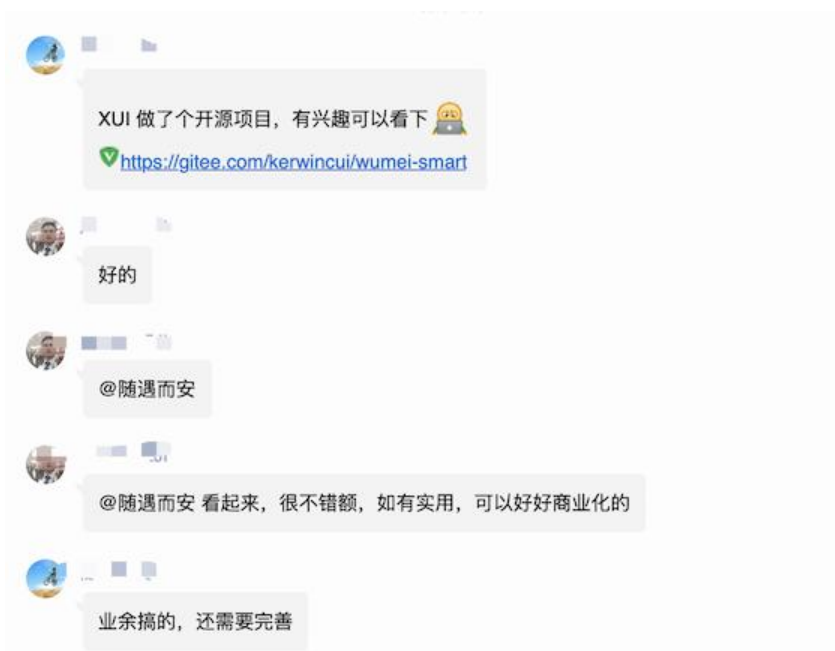 XUI 做了个开源项目，有兴趣可以看下
https://gitee.com/kerwincui/wumei-smart
好的
@随遇而安
@随遇而安 看起来，很不错额，如有实用，可以好好商业化的
业余搞的，还需要完善